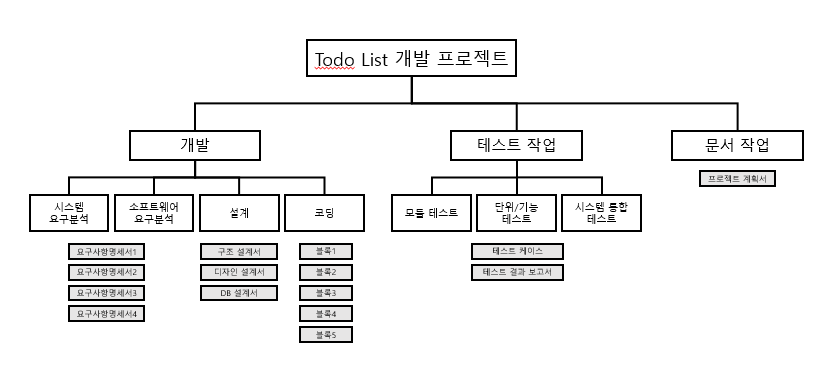 Todo List 개발 프로젝트
개발
테스트 작업
문서 작업
프로젝트 계획서
시스템
요구분석
소프트웨어
요구분석
설계
코딩
모듈 테스트
단위/기능
테스트
시스템 통합
테스트
요구사항명세서1
요구사항명세서2
요구사항명세서3
요구사항명세서4
구조 설계서
디자인 설계서
DB 설계서
블록1
블록2
블록3
블록4
블록5
테스트 케이스
테스트 결과 보고서